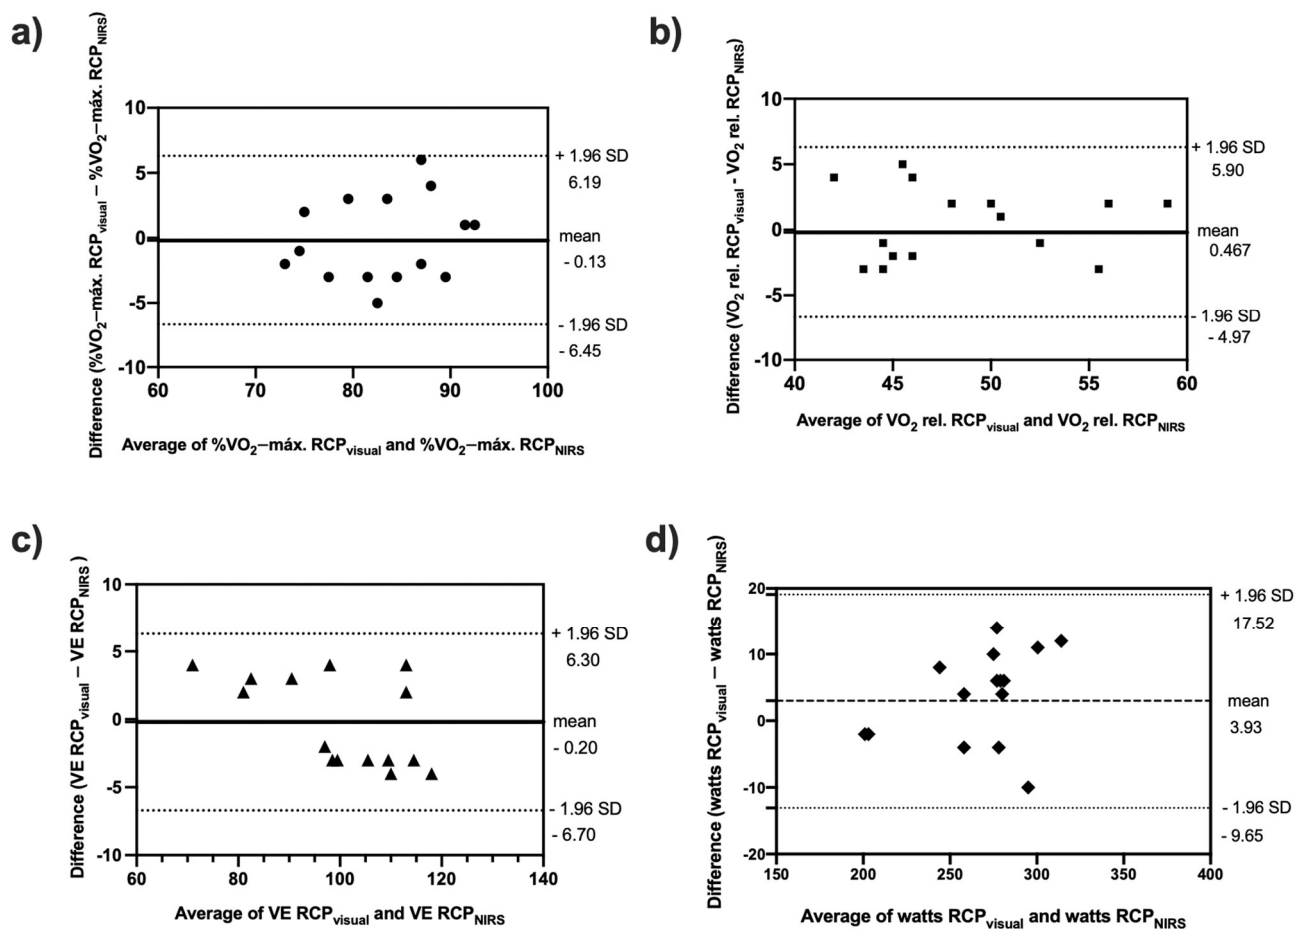 a)
Difference (%VO₂–máx. RCPvisual – %VO₂–máx. RCPNIRS)
10
5
0
-5
-10
60 70 80 90 100
+ 1.96 SD
6.19
mean
- 0.13
- 1.96 SD
- 6.45
Average of %VO₂–máx. RCPvisual and %VO₂–máx. RCPNIRS
b)
Difference (VO₂ rel. RCPvisual - VO₂ rel. RCPNIRS)
10
5
0
-5
-10
40 45 50 55 60
+ 1.96 SD
5.90
mean
0.467
- 1.96 SD
- 4.97
Average of VO₂ rel. RCPvisual and VO₂ rel. RCPNIRS
c)
Difference (VE RCPvisual – VE RCPNIRS)
10
5
0
-5
-10
60 80 100 120 140
+ 1.96 SD
6.30
mean
- 0.20
- 1.96 SD
- 6.70
Average of VE RCPvisual and VE RCPNIRS
d)
Difference (watts RCPvisual – watts RCPNIRS)
20
10
0
-10
-20
150 200 250 300 350 400
+ 1.96 SD
17.52
mean
3.93
- 1.96 SD
- 9.65
Average of watts RCPvisual and watts RCPNIRS